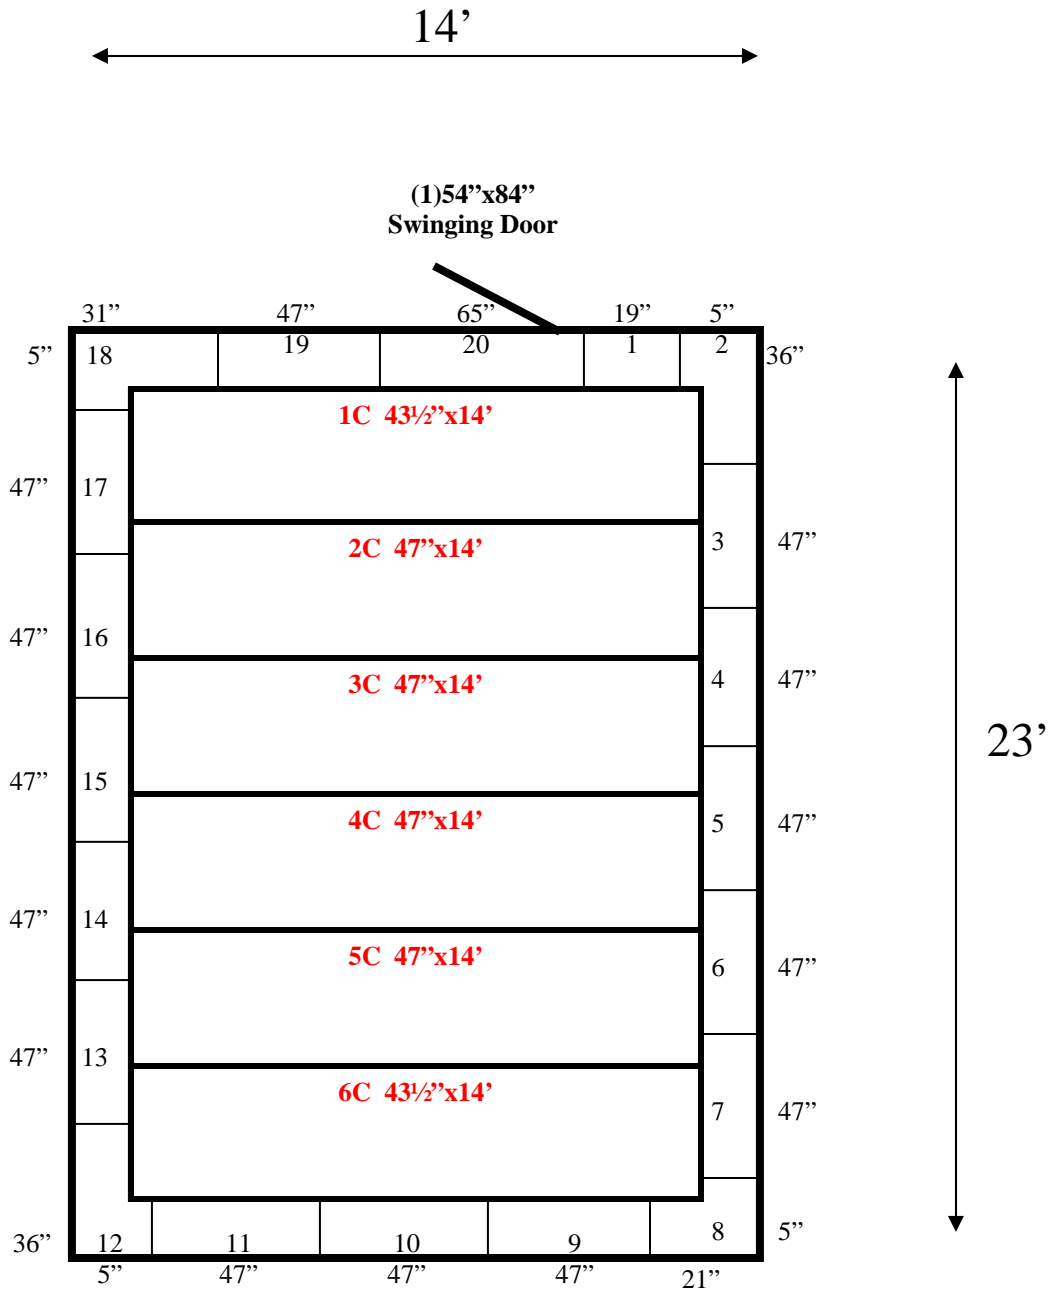 14’
(1)54”x84”
Swinging Door
31” 47” 65” 19” 5”
5” 18 19 20 1 2 36”
1C 43½”x14’
47” 17
2C 47”x14’
3 47”
47” 16
3C 47”x14’
4 47”
23’
47” 15
4C 47”x14’
5 47”
47” 14
5C 47”x14’
6 47”
47” 13
6C 43½”x14’
7 47”
8 5”
36” 12 11 10 9
5” 47” 47” 47” 21”